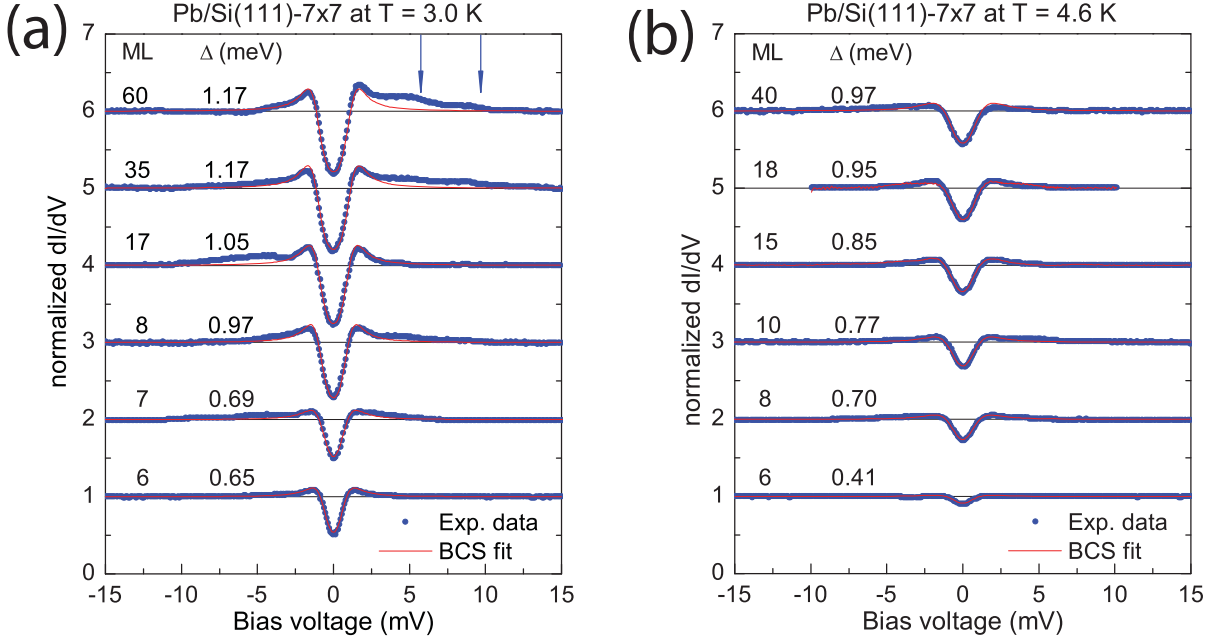 (a)
Pb/Si(111)-7x7 at T = 3.0 K
ML Δ (meV)
60 1.17
35 1.17
17 1.05
8 0.97
7 0.69
6 0.65
Exp. data
BCS fit
normalized dI/dV
7
6
5
4
3
2
1
0
-15 -10 -5 0 5 10 15
Bias voltage (mV)
(b)
Pb/Si(111)-7x7 at T = 4.6 K
ML Δ (meV)
40 0.97
18 0.95
15 0.85
10 0.77
8 0.70
6 0.41
Exp. data
BCS fit
normalized dI/dV
7
6
5
4
3
2
1
0
-15 -10 -5 0 5 10 15
Bias voltage (mV)